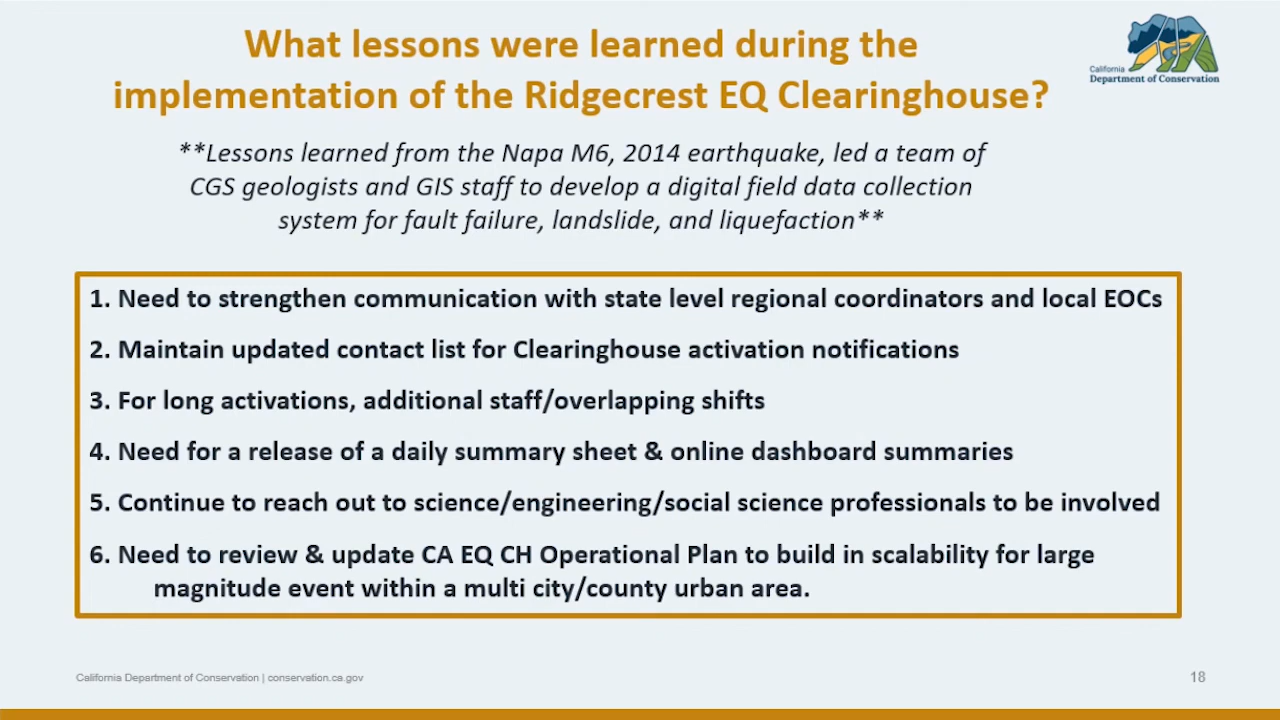 What lessons were learned during the
implementation of the Ridgecrest EQ Clearinghouse?
California
Department of Conservation
**Lessons learned from the Napa M6, 2014 earthquake, led a team of
CGS geologists and GIS staff to develop a digital field data collection
system for fault failure, landslide, and liquefaction**
1. Need to strengthen communication with state level regional coordinators and local EOCs
2. Maintain updated contact list for Clearinghouse activation notifications
3. For long activations, additional staff/overlapping shifts
4. Need for a release of a daily summary sheet & online dashboard summaries
5. Continue to reach out to science/engineering/social science professionals to be involved
6. Need to review & update CA EQ CH Operational Plan to build in scalability for large
magnitude event within a multi city/county urban area.
California Department of Conservation | conservation.ca.gov
18